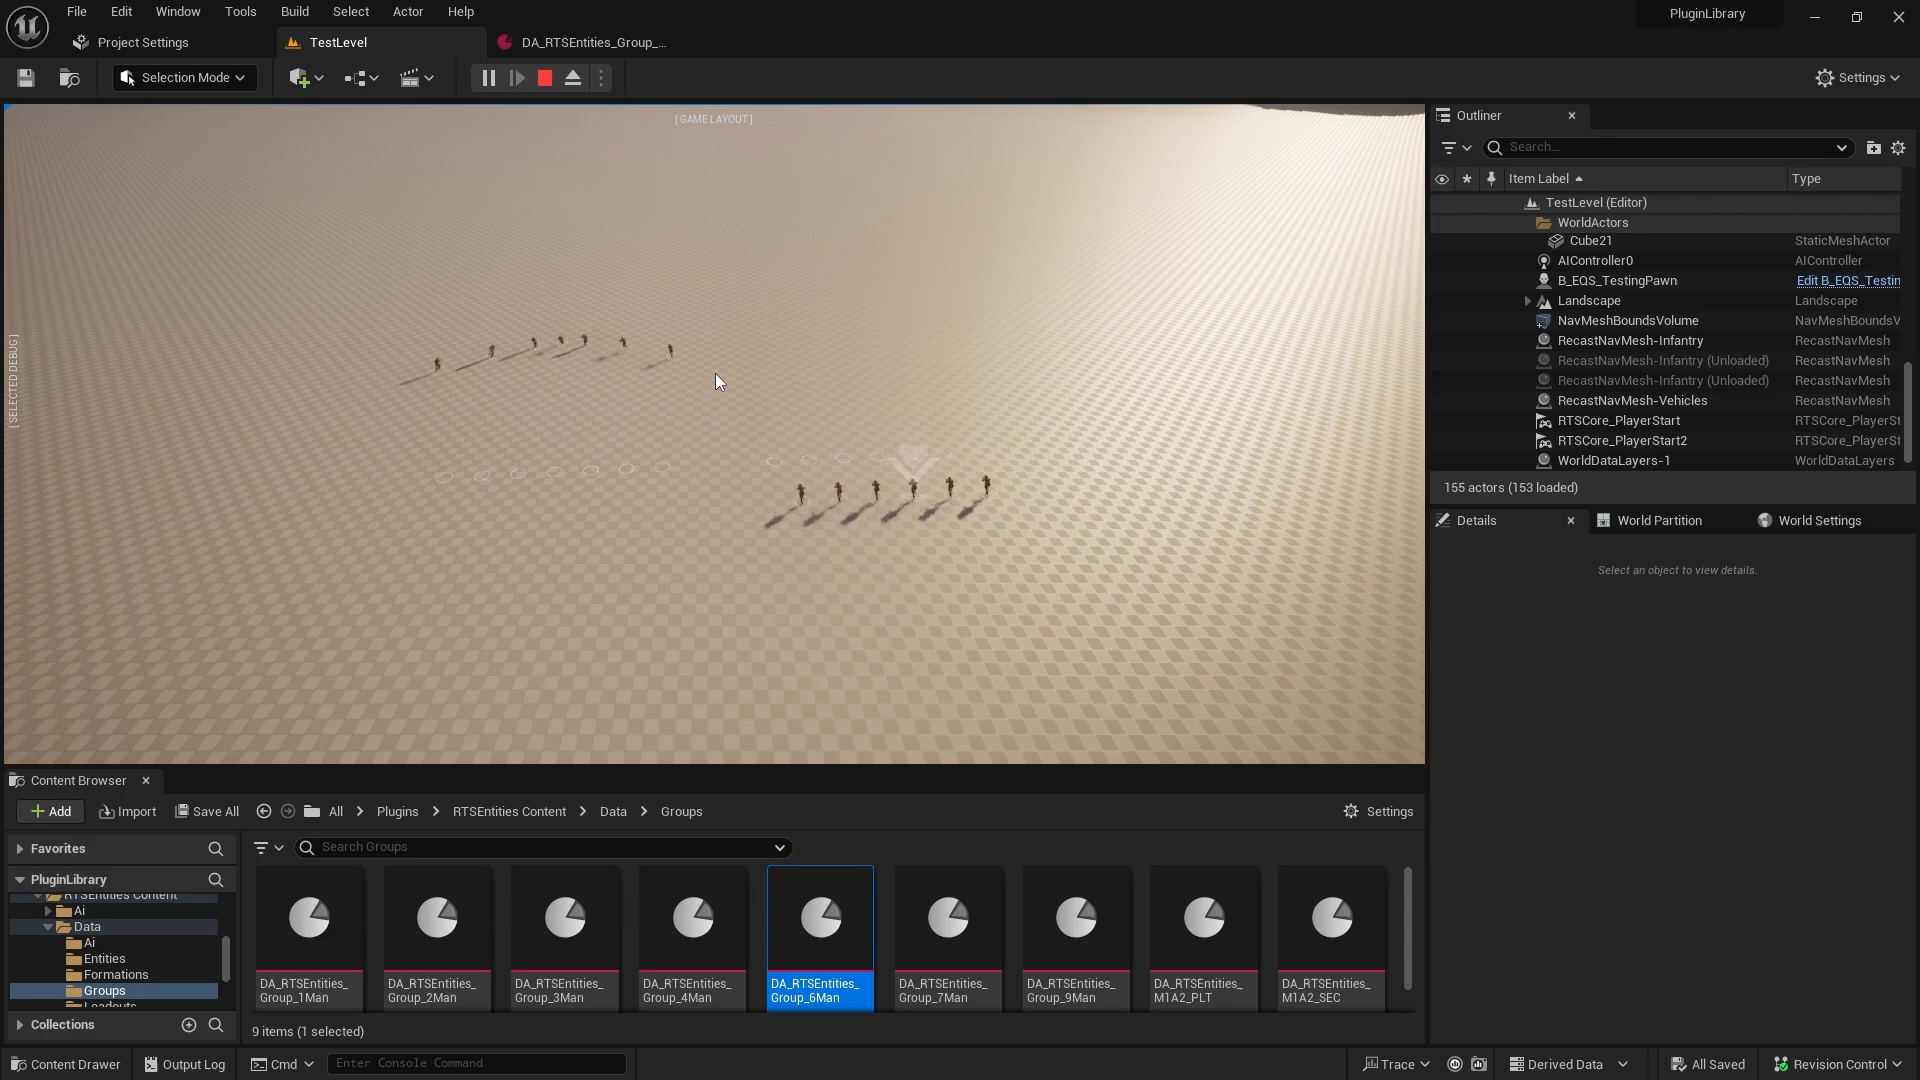 File Edit Window Tools Build Select Actor Help
PluginLibrary
Project Settings
TestLevel
DA_RTSEntities_Group_...
Selection Mode
Settings
[ GAME LAYOUT ]
[ SELECTED DEBUG ]
Outliner
Search...
Item Label
Type
TestLevel (Editor)
WorldActors
Cube21 StaticMeshActor
AIController0 AIController
B_EQS_TestingPawn Edit B_EQS_Testin
Landscape Landscape
NavMeshBoundsVolume NavMeshBoundsV
RecastNavMesh-Infantry RecastNavMesh
RecastNavMesh-Infantry (Unloaded) RecastNavMesh
RecastNavMesh-Infantry (Unloaded) RecastNavMesh
RecastNavMesh-Vehicles RecastNavMesh
RTSCore_PlayerStart RTSCore_PlayerSt
RTSCore_PlayerStart2 RTSCore_PlayerSt
WorldDataLayers-1 WorldDataLayers
155 actors (153 loaded)
Details
World Partition
World Settings
Select an object to view details.
Content Browser
Add
Import
Save All
All
Plugins
RTSEntities Content
Data
Groups
Settings
Favorites
PluginLibrary
RTSEntities Content
Ai
Data
Ai
Entities
Formations
Groups
Loadouts
Collections
Search Groups
DA_RTSEntities_
Group_1Man
DA_RTSEntities_
Group_2Man
DA_RTSEntities_
Group_3Man
DA_RTSEntities_
Group_4Man
DA_RTSEntities_
Group_6Man
DA_RTSEntities_
Group_7Man
DA_RTSEntities_
Group_9Man
DA_RTSEntities_
M1A2_PLT
DA_RTSEntities_
M1A2_SEC
9 items (1 selected)
Content Drawer
Output Log
Cmd
Enter Console Command
Trace
Derived Data
All Saved
Revision Control